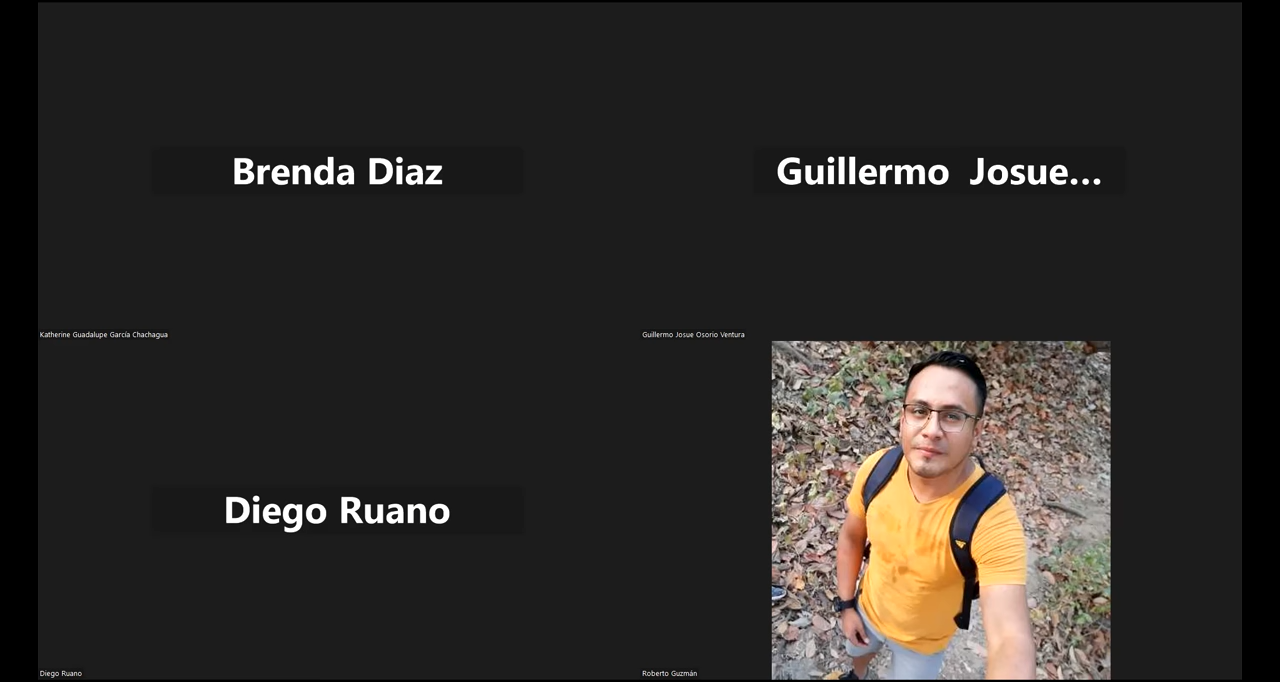 Brenda Diaz
Guillermo  Josue...
Katherine Guadalupe García Chachagua
Guillermo Josue Osorio Ventura
Diego Ruano
Diego Ruano
Roberto Guzmán